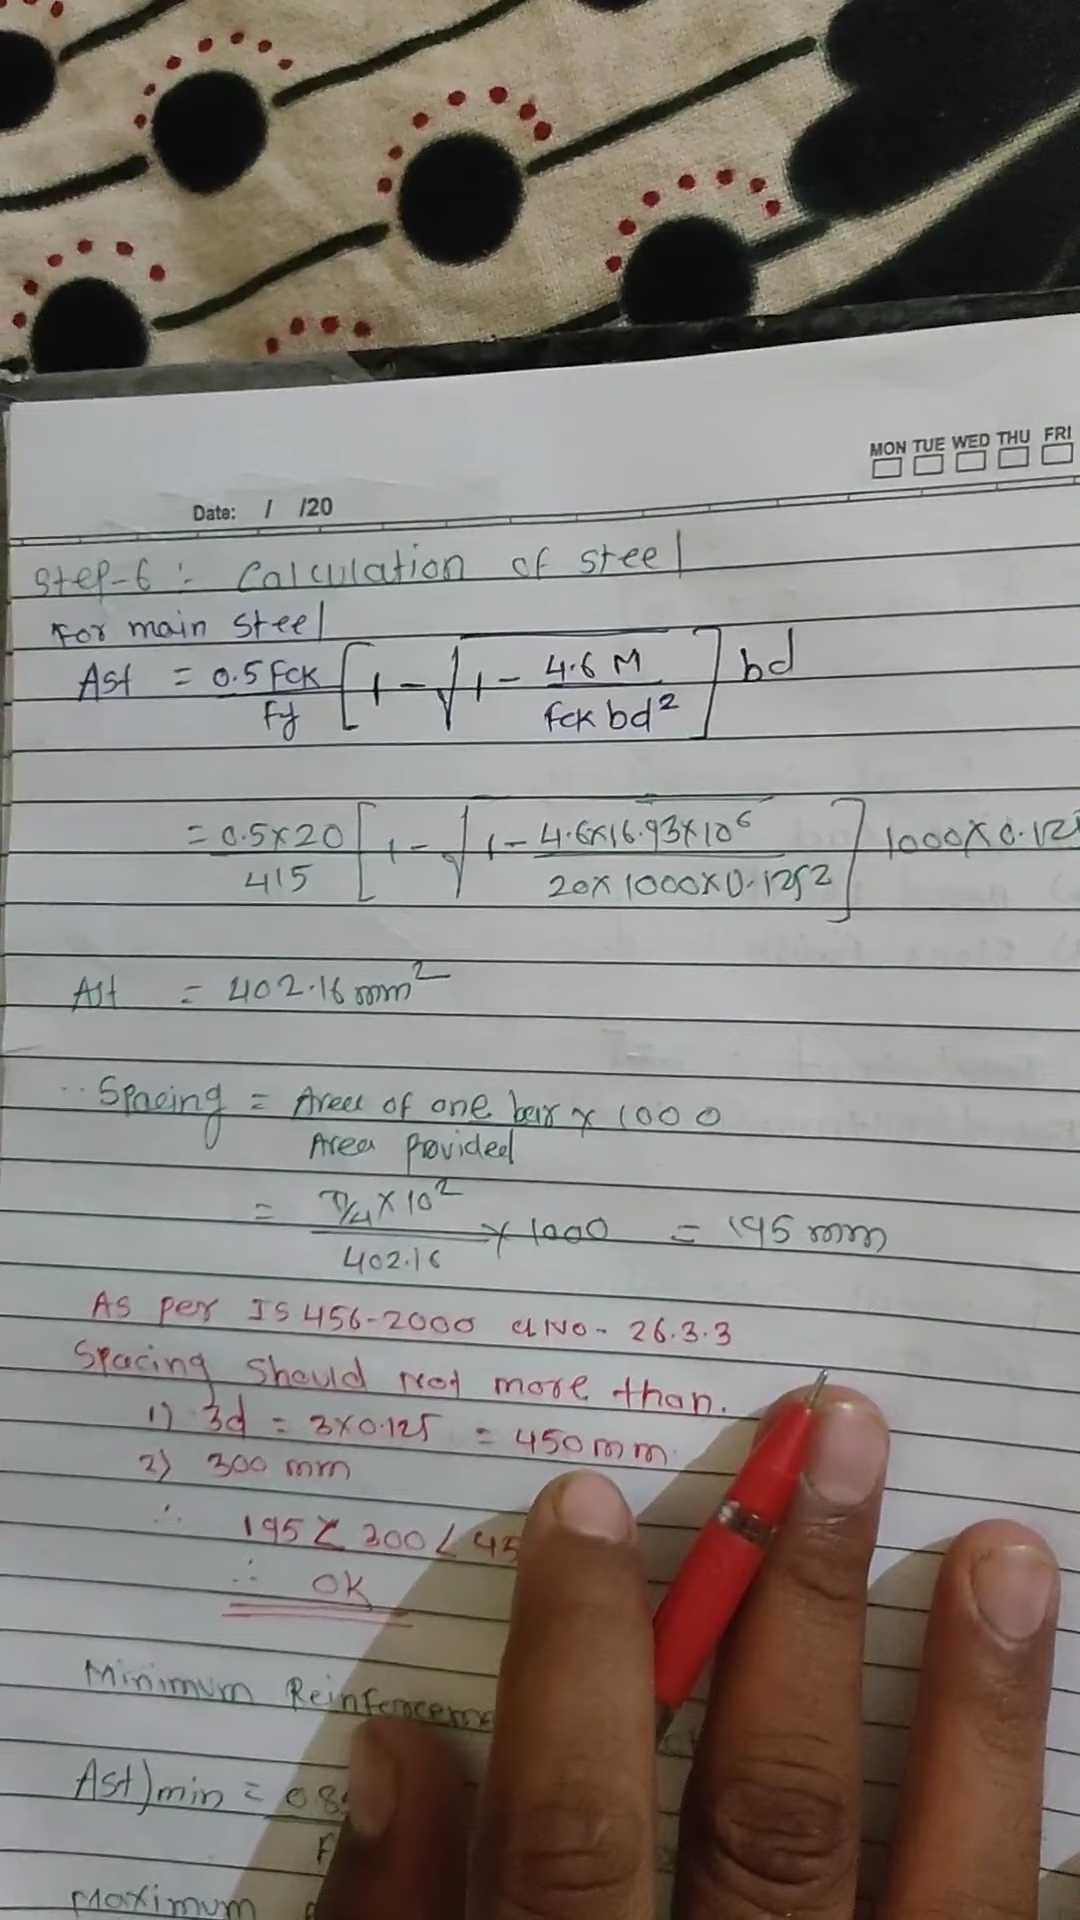 MON TUE WED THU FRI
Date: / /20
Step-6 :- Calculation of steel
For main steel
Ast = 0.5 Fck / Fy [1 - √1 - 4.6 M / fck bd²] bd
= 0.5×20 / 415 [1 - √1 - 4.6×16.93×10⁶ / 20×1000×0.125²] 1000×0.125
Ast = 402.16 mm²
Spacing = Area of one bar × 1000
Area Provided
= π/4 × 10² / 402.16 × 1000 = 195 mm
As per IS 456-2000 cl No- 26.3.3
Spacing should not more than.
1) 3d = 3×0.125 = 450 mm
2) 300 mm
∴ 195 < 300 < 45
∴ OK
Minimum Reinforceme
Ast)min = 0.8
F
Maximum